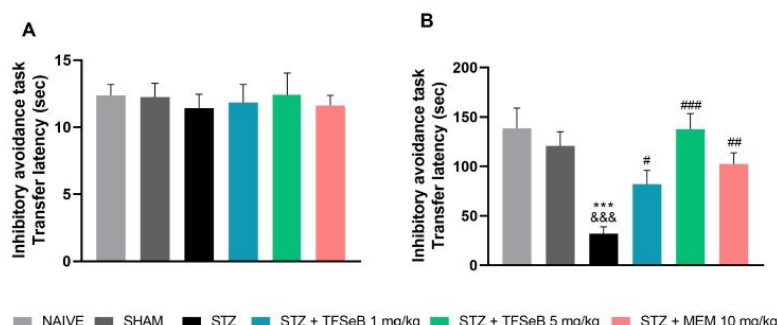 A
Inhibitory avoidance task
Transfer latency (sec)
15
10
5
0
B
Inhibitory avoidance task
Transfer latency (sec)
200
150
100
50
0
***
&&&
#
###
##
NAIVE SHAM STZ STZ + TFSeB 1 mg/kg STZ + TFSeB 5 mg/kg STZ + MEM 10 mg/kg